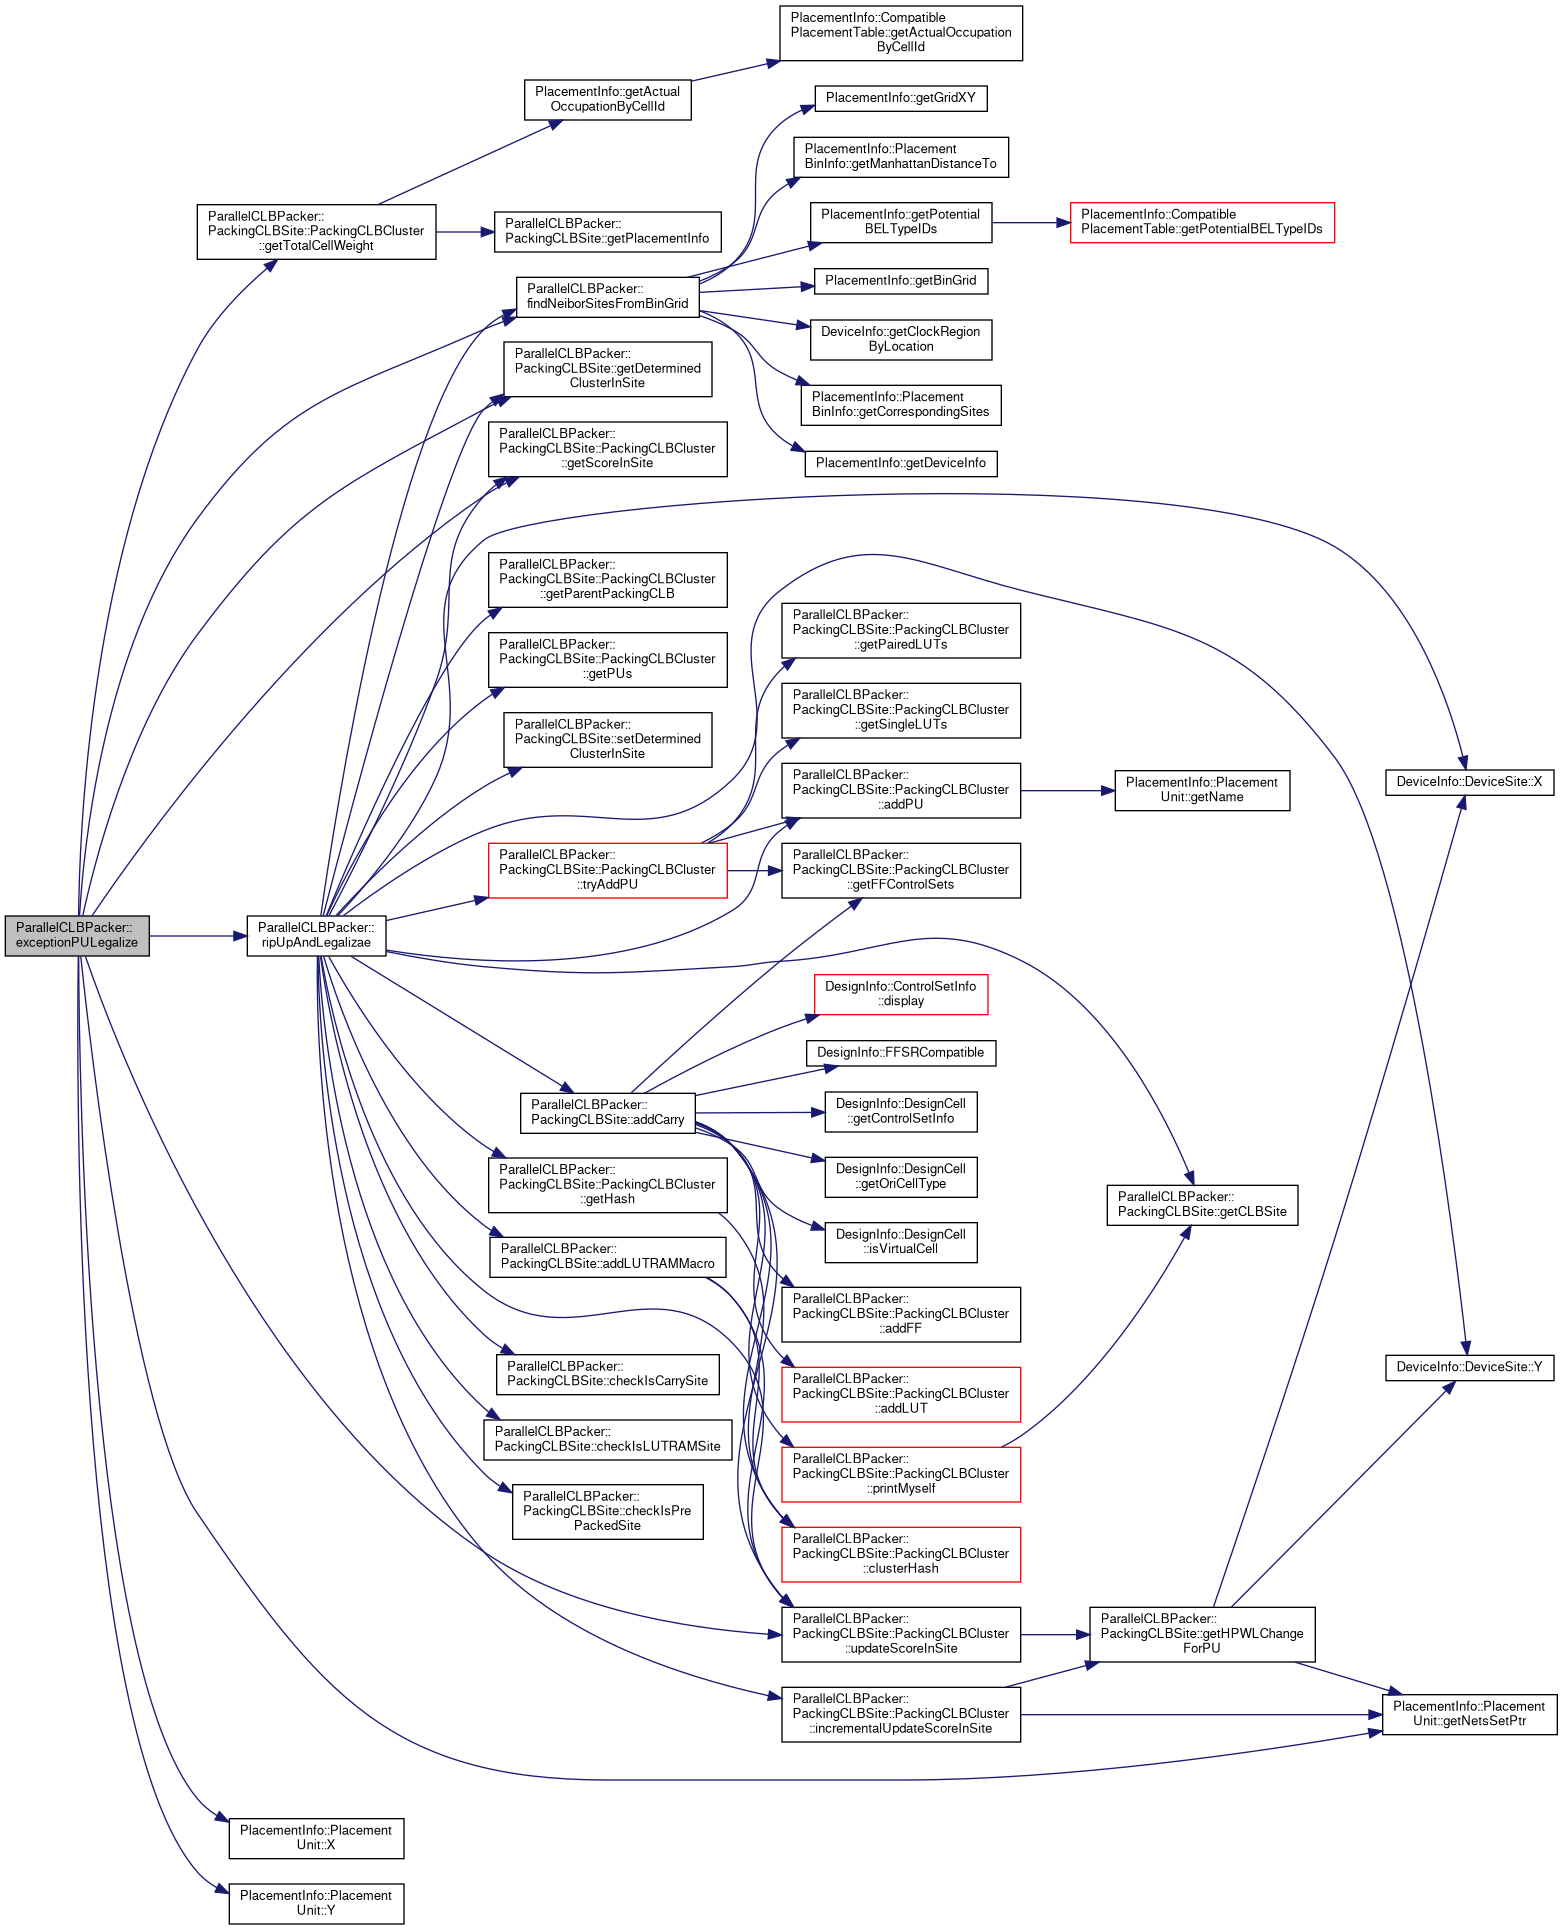 PlacementInfo::Compatible
PlacementTable::getActualOccupation
ByCellId
PlacementInfo::getActual
OccupationByCellId
PlacementInfo::getGridXY
PlacementInfo::Placement
BinInfo::getManhattanDistanceTo
ParallelCLBPacker::
PackingCLBSite::PackingCLBCluster
::getTotalCellWeight
ParallelCLBPacker::
PackingCLBSite::getPlacementInfo
PlacementInfo::getPotential
BELTypeIDs
PlacementInfo::Compatible
PlacementTable::getPotentialBELTypeIDs
ParallelCLBPacker::
findNeiborSitesFromBinGrid
PlacementInfo::getBinGrid
DeviceInfo::getClockRegion
ByLocation
ParallelCLBPacker::
PackingCLBSite::getDetermined
ClusterInSite
PlacementInfo::Placement
BinInfo::getCorrespondingSites
ParallelCLBPacker::
PackingCLBSite::PackingCLBCluster
::getScoreInSite
PlacementInfo::getDeviceInfo
ParallelCLBPacker::
PackingCLBSite::PackingCLBCluster
::getParentPackingCLB
ParallelCLBPacker::
PackingCLBSite::PackingCLBCluster
::getPairedLUTs
ParallelCLBPacker::
PackingCLBSite::PackingCLBCluster
::getPUs
ParallelCLBPacker::
PackingCLBSite::PackingCLBCluster
::getSingleLUTs
ParallelCLBPacker::
PackingCLBSite::setDetermined
ClusterInSite
ParallelCLBPacker::
PackingCLBSite::PackingCLBCluster
::addPU
PlacementInfo::Placement
Unit::getName
DeviceInfo::DeviceSite::X
ParallelCLBPacker::
PackingCLBSite::PackingCLBCluster
::tryAddPU
ParallelCLBPacker::
PackingCLBSite::PackingCLBCluster
::getFFControlSets
ParallelCLBPacker::
exceptionPULegalize
ParallelCLBPacker::
ripUpAndLegalizae
DesignInfo::ControlSetInfo
::display
DesignInfo::FFSRCompatible
ParallelCLBPacker::
PackingCLBSite::addCarry
DesignInfo::DesignCell
::getControlSetInfo
DesignInfo::DesignCell
::getOriCellType
ParallelCLBPacker::
PackingCLBSite::PackingCLBCluster
::getHash
ParallelCLBPacker::
PackingCLBSite::getCLBSite
DesignInfo::DesignCell
::isVirtualCell
ParallelCLBPacker::
PackingCLBSite::addLUTRAMMacro
ParallelCLBPacker::
PackingCLBSite::PackingCLBCluster
::addFF
ParallelCLBPacker::
PackingCLBSite::checkIsCarrySite
DeviceInfo::DeviceSite::Y
ParallelCLBPacker::
PackingCLBSite::PackingCLBCluster
::addLUT
ParallelCLBPacker::
PackingCLBSite::checkIsLUTRAMSite
ParallelCLBPacker::
PackingCLBSite::PackingCLBCluster
::printMyself
ParallelCLBPacker::
PackingCLBSite::checkIsPre
PackedSite
ParallelCLBPacker::
PackingCLBSite::PackingCLBCluster
::clusterHash
ParallelCLBPacker::
PackingCLBSite::PackingCLBCluster
::updateScoreInSite
ParallelCLBPacker::
PackingCLBSite::getHPWLChange
ForPU
ParallelCLBPacker::
PackingCLBSite::PackingCLBCluster
::incrementalUpdateScoreInSite
PlacementInfo::Placement
Unit::getNetsSetPtr
PlacementInfo::Placement
Unit::X
PlacementInfo::Placement
Unit::Y